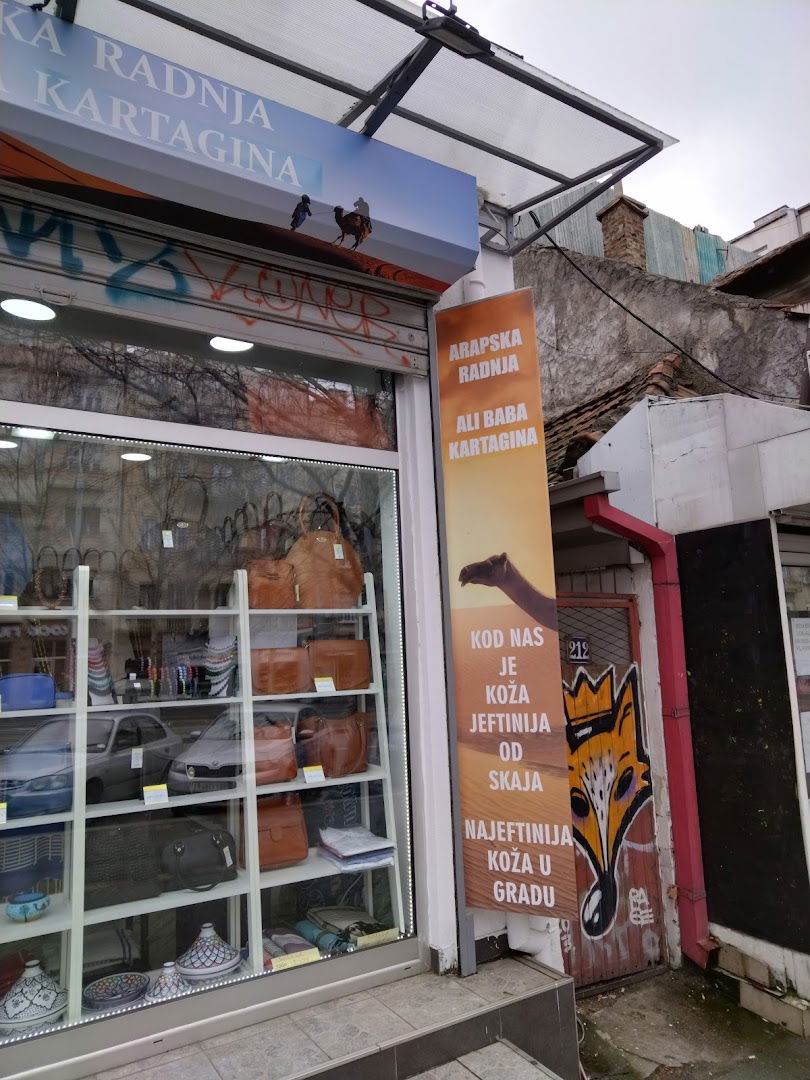 KA RADNJA
A KARTAGINA
ARAPSKA
RADNJA
ALI BABA
KARTAGINA
KOD NAS
JE
KOŽA
JEFTINIJA
OD
SKAJA
NAJEFTINIJA
KOŽA U
GRADU
212